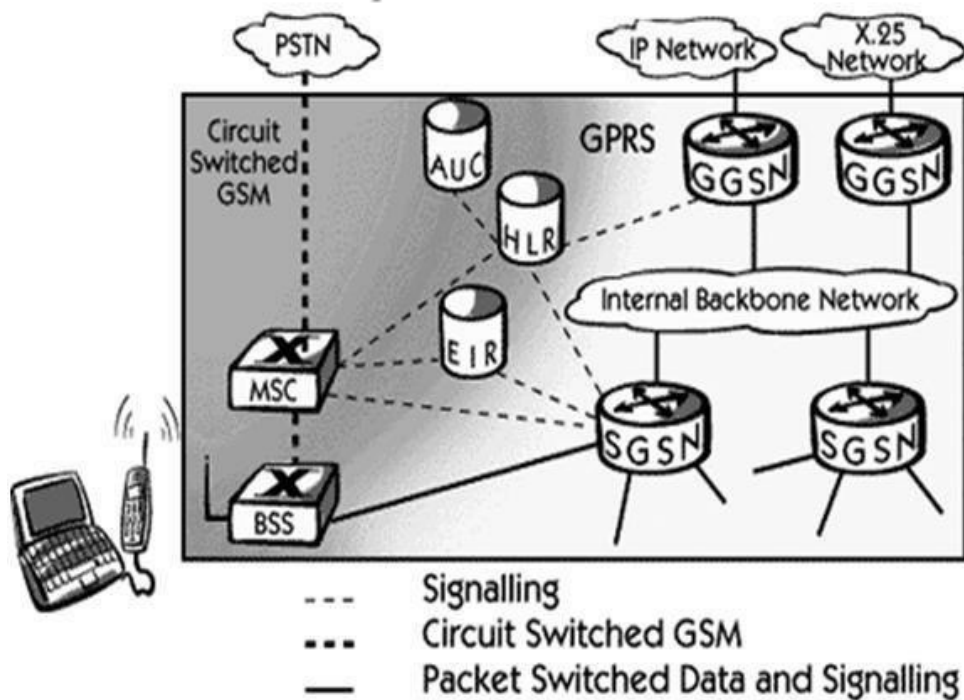 PSTN
IP Network
X.25
Network
Circuit
Switched
GSM
AUC
GPRS
GGSN
GGSN
HLR
Internal Backbone Network
EIR
MSC
SGSN
SGSN
BSS
Signalling
Circuit Switched GSM
Packet Switched Data and Signalling